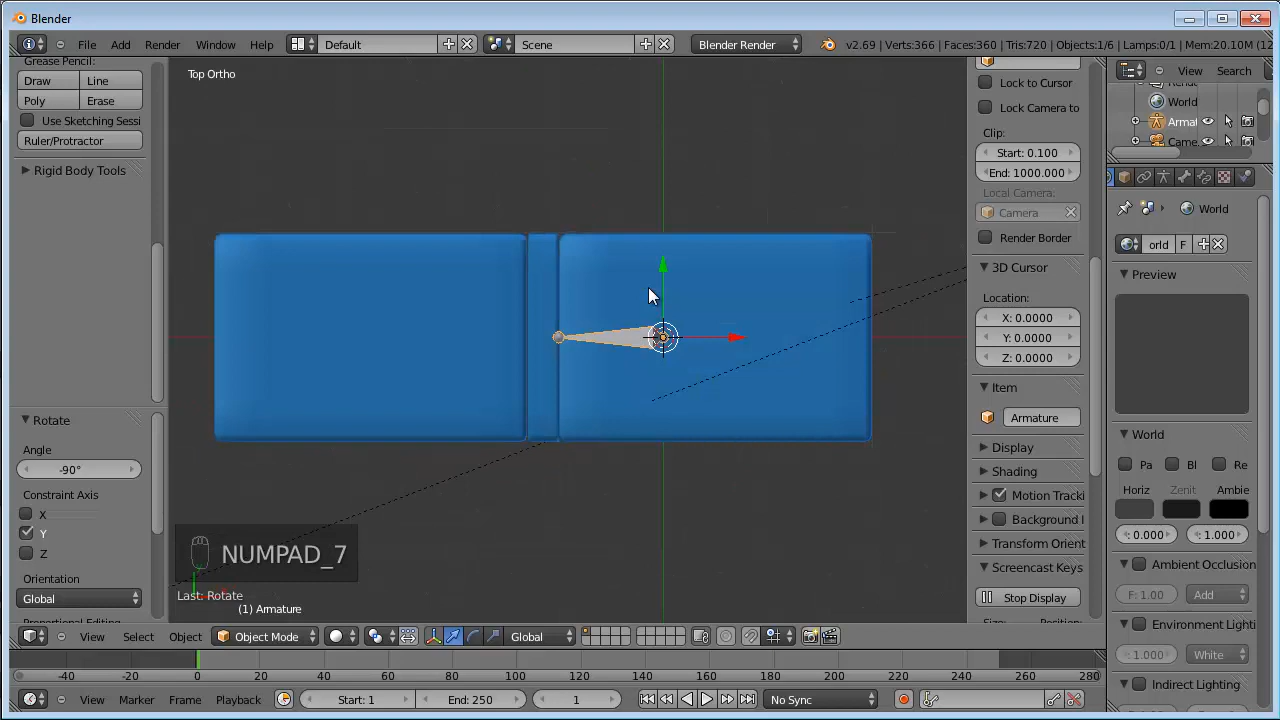 Blender
File Add Render Window Help Default Scene Blender Render v2.69 | Verts:366 | Faces:360 | Tris:720 | Objects:1/6 | Lamps:0/1 | Mem:20.10M (12
Grease Pencil:
Draw Line
Poly Erase
Use Sketching Sessi
Ruler/Protractor
Rigid Body Tools
Rotate
Angle
-90°
Constraint Axis
X
Y
Z
Orientation
Global
Top Ortho
NUMPAD_7
Last: Rotate
(1) Armature
Lock to Cursor
Lock Camera to
Clip:
Start: 0.100
End: 1000.000
Local Camera:
Camera
Render Border
3D Cursor
Location:
X: 0.0000
Y: 0.0000
Z: 0.0000
Item
Armature
Display
Shading
Motion Tracki
Background I
Transform Orient
Screencast Keys
Stop Display
View Search
World
Armat
Came
World
orld F
Preview
World
Pa Bl Re
Horiz Zenit Ambie
0.000 1.000
Ambient Occlusion
F: 1.00 Add
Environment Lighti
1.000 White
Indirect Lighting
View Select Object Object Mode Global
-40 -20 0 20 40 60 80 100 120 140 160 180 200 220 240 260 280
View Marker Frame Playback Start: 1 End: 250 1 No Sync